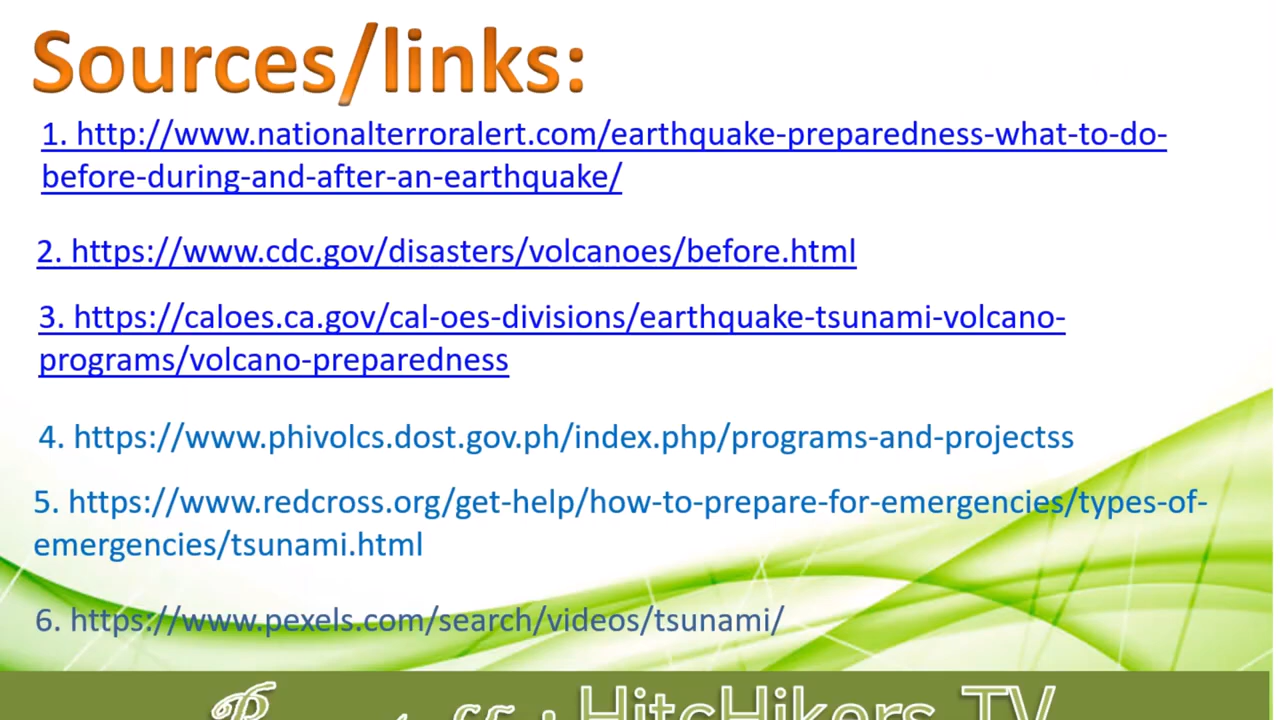 Sources/links:
1. http://www.nationalterroralert.com/earthquake-preparedness-what-to-do-
before-during-and-after-an-earthquake/
2. https://www.cdc.gov/disasters/volcanoes/before.html
3. https://caloes.ca.gov/cal-oes-divisions/earthquake-tsunami-volcano-
programs/volcano-preparedness
4. https://www.phivolcs.dost.gov.ph/index.php/programs-and-projectss
5. https://www.redcross.org/get-help/how-to-prepare-for-emergencies/types-of-
emergencies/tsunami.html
6. https://www.pexels.com/search/videos/tsunami/
HitcHikers TV